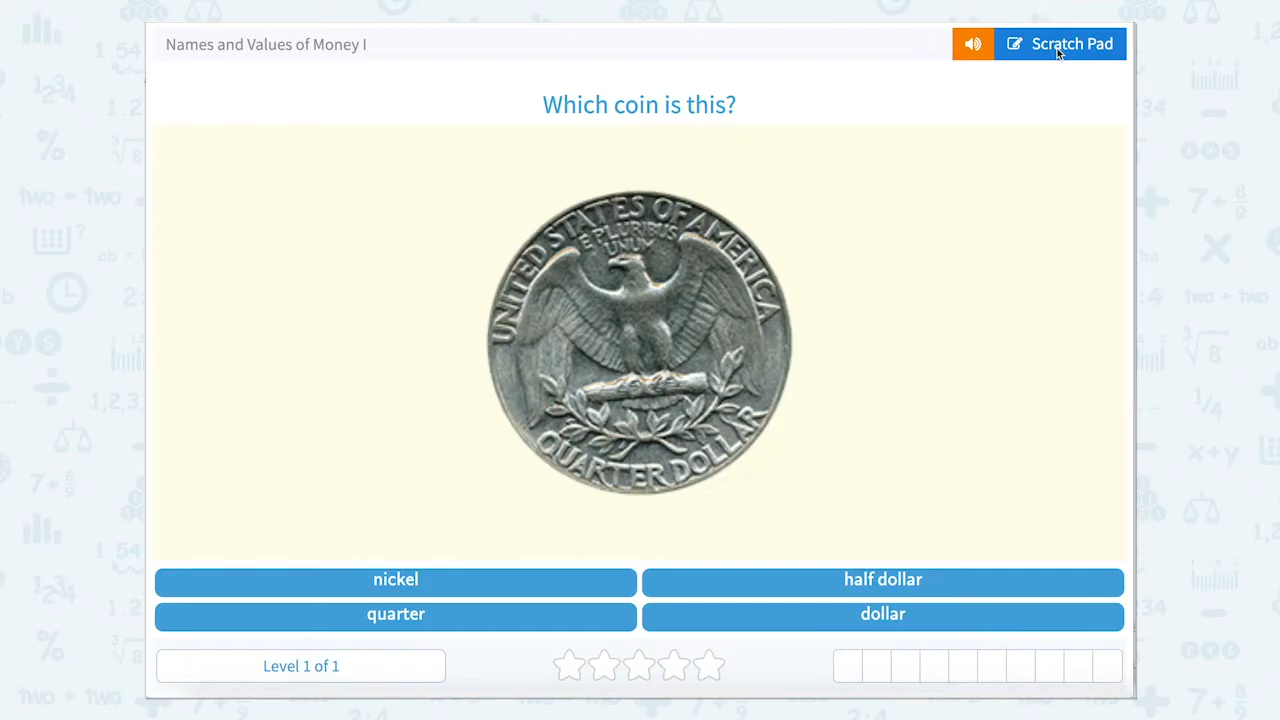 Names and Values of Money I
Scratch Pad
Which coin is this?
UNITED STATES OF AMERICA
E PLURIBUS
UNUM
QUARTER DOLLAR
nickel
half dollar
quarter
dollar
Level 1 of 1